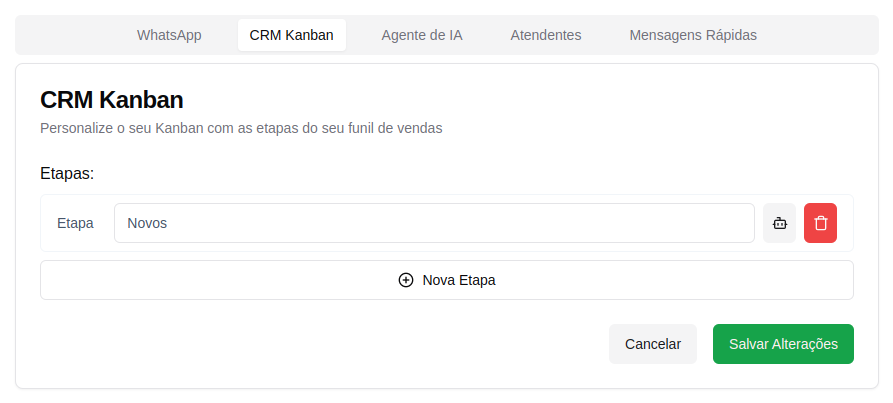 WhatsApp CRM Kanban Agente de IA Atendentes Mensagens Rápidas
CRM Kanban
Personalize o seu Kanban com as etapas do seu funil de vendas
Etapas:
Etapa Novos
Nova Etapa
Cancelar Salvar Alterações